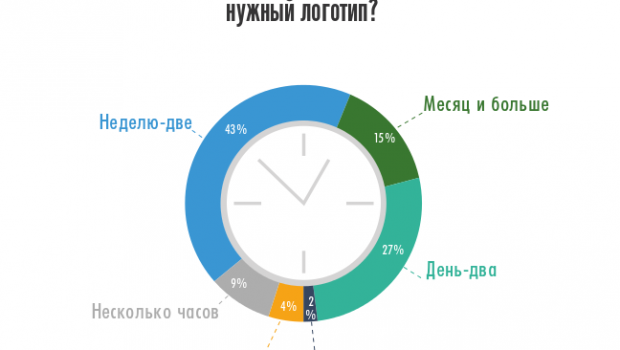 нужный логотип?
Месяц и больше
Неделю-две
43%
15%
27%
День-два
9%
4%
2
%
Несколько часов